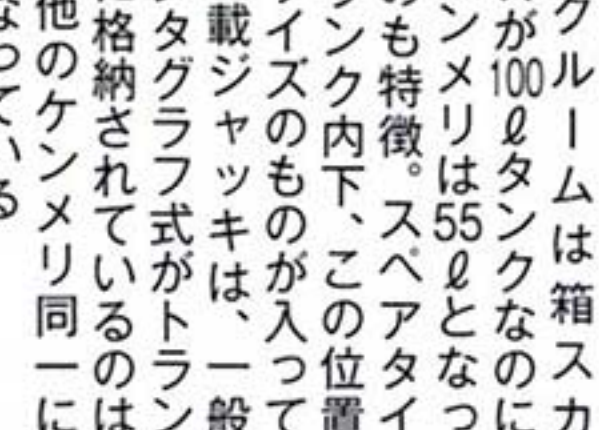 クルームは箱スカ
が100ℓタンクなのに
ンメリは55ℓとなっ
のも特徴。スペアタイ
ンク内下、この位置
イズのものが入って
載ジャッキは、一般
タグラフ式がトラン
格納されているのは
他のケンメリ同一に
なっている